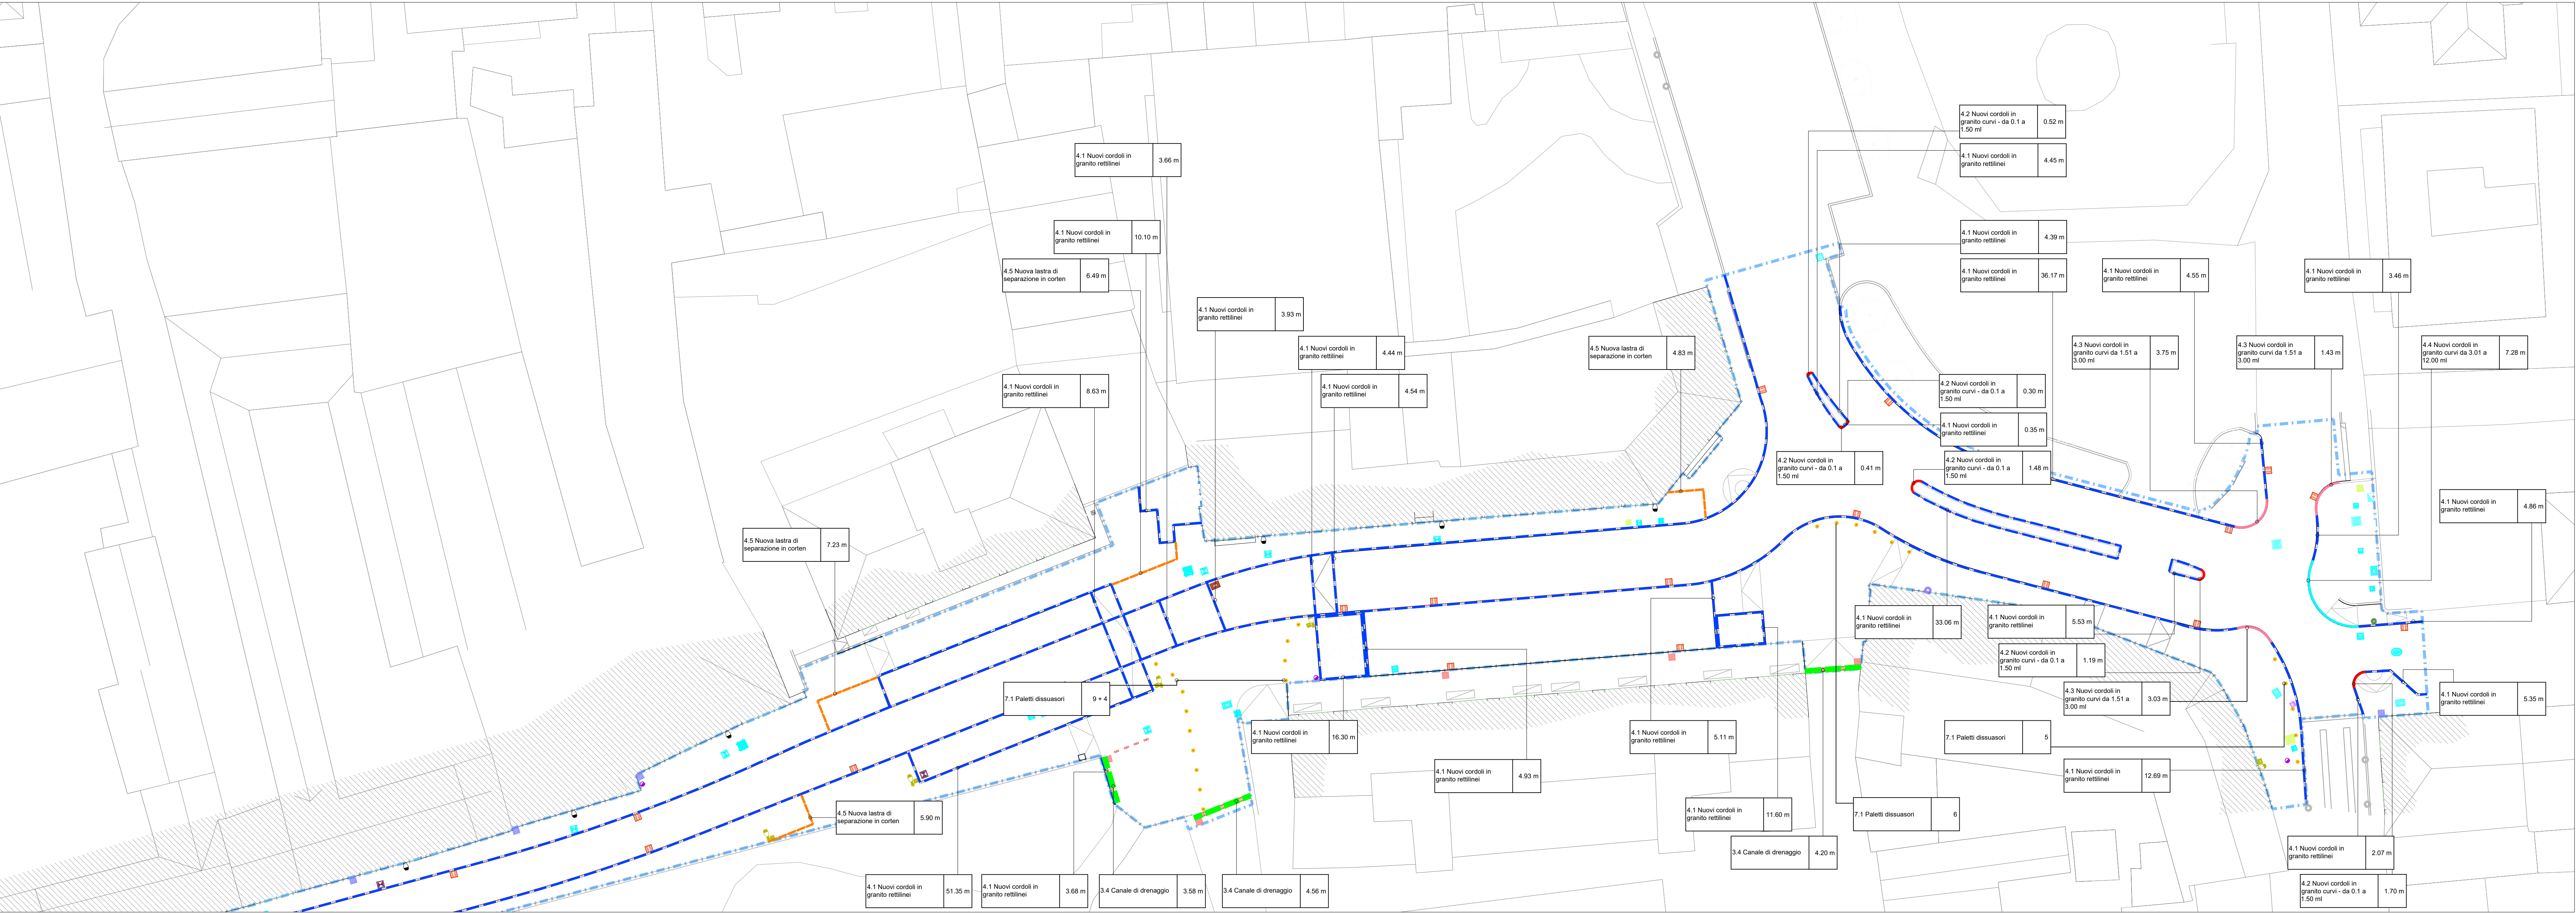 4.2 Nuovi cordoli in
granito curvi - da 0.1 a
1.50 ml
0.52 m
4.1 Nuovi cordoli in
granito rettilinei
3.66 m
4.1 Nuovi cordoli in
granito rettilinei
4.45 m
4.1 Nuovi cordoli in
granito rettilinei
10.10 m
4.1 Nuovi cordoli in
granito rettilinei
4.39 m
4.5 Nuova lastra di
separazione in corten
6.49 m
4.1 Nuovi cordoli in
granito rettilinei
36.17 m
4.1 Nuovi cordoli in
granito rettilinei
4.55 m
4.1 Nuovi cordoli in
granito rettilinei
3.46 m
4.1 Nuovi cordoli in
granito rettilinei
3.93 m
4.1 Nuovi cordoli in
granito rettilinei
4.44 m
4.5 Nuova lastra di
separazione in corten
4.83 m
4.3 Nuovi cordoli in
granito curvi da 1.51 a
3.00 ml
3.75 m
4.3 Nuovi cordoli in
granito curvi da 1.51 a
3.00 ml
1.43 m
4.4 Nuovi cordoli in
granito curvi da 3.01 a
12.00 ml
7.28 m
4.1 Nuovi cordoli in
granito rettilinei
8.63 m
4.1 Nuovi cordoli in
granito rettilinei
4.54 m
4.2 Nuovi cordoli in
granito curvi - da 0.1 a
1.50 ml
0.30 m
4.1 Nuovi cordoli in
granito rettilinei
0.35 m
4.2 Nuovi cordoli in
granito curvi - da 0.1 a
1.50 ml
0.41 m
4.2 Nuovi cordoli in
granito curvi - da 0.1 a
1.50 ml
1.48 m
4.1 Nuovi cordoli in
granito rettilinei
4.86 m
4.5 Nuova lastra di
separazione in corten
7.23 m
4.1 Nuovi cordoli in
granito rettilinei
33.06 m
4.1 Nuovi cordoli in
granito rettilinei
5.53 m
4.2 Nuovi cordoli in
granito curvi - da 0.1 a
1.50 ml
1.19 m
7.1 Paletti dissuasori
9 + 4
4.3 Nuovi cordoli in
granito curvi da 1.51 a
3.00 ml
3.03 m
4.1 Nuovi cordoli in
granito rettilinei
5.35 m
4.1 Nuovi cordoli in
granito rettilinei
16.30 m
4.1 Nuovi cordoli in
granito rettilinei
5.11 m
7.1 Paletti dissuasori
5
4.1 Nuovi cordoli in
granito rettilinei
4.93 m
4.1 Nuovi cordoli in
granito rettilinei
12.69 m
4.5 Nuova lastra di
separazione in corten
5.90 m
4.1 Nuovi cordoli in
granito rettilinei
11.60 m
7.1 Paletti dissuasori
6
3.4 Canale di drenaggio
4.20 m
4.1 Nuovi cordoli in
granito rettilinei
2.07 m
4.1 Nuovi cordoli in
granito rettilinei
51.35 m
4.1 Nuovi cordoli in
granito rettilinei
3.68 m
3.4 Canale di drenaggio
3.58 m
3.4 Canale di drenaggio
4.56 m
4.2 Nuovi cordoli in
granito curvi - da 0.1 a
1.50 ml
1.70 m